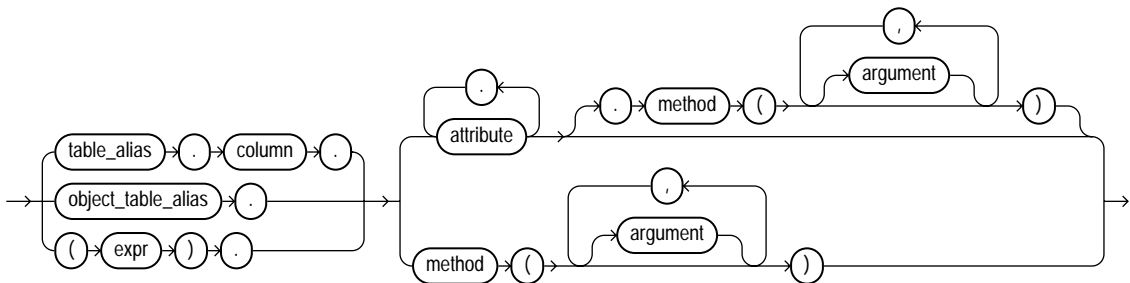 ,
argument
.
. method ( )
attribute
table_alias . column .
,
object_table_alias .
argument
( expr ) .
method ( )